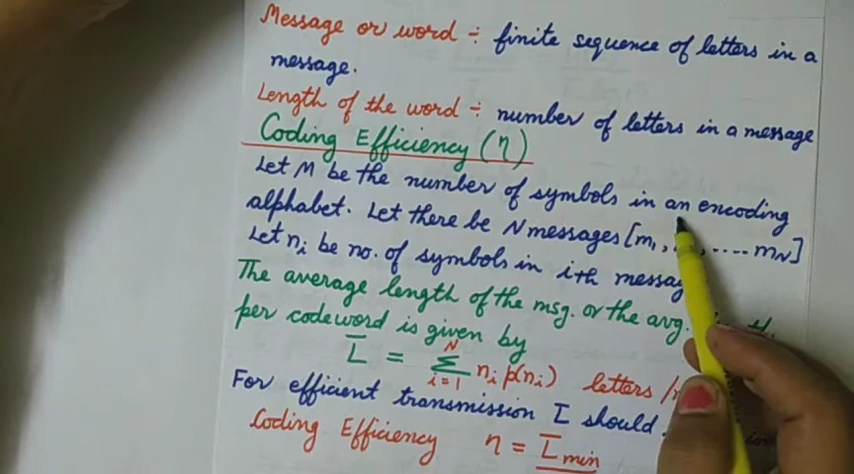 Message or word ÷ finite sequence of letters in a
message.
Length of the word ÷ number of letters in a message
Coding Efficiency (η)
Let M be the number of symbols in an encoding
alphabet. Let there be N messages [m1, , .... mN]
Let ni be no. of symbols in ith
The average length of the msg. or the avg.
per codeword is given by
L̄ = Σ i=1 N ni p(ni) letters /
For efficient transmission L̄ should
Coding Efficiency η = L̄ min